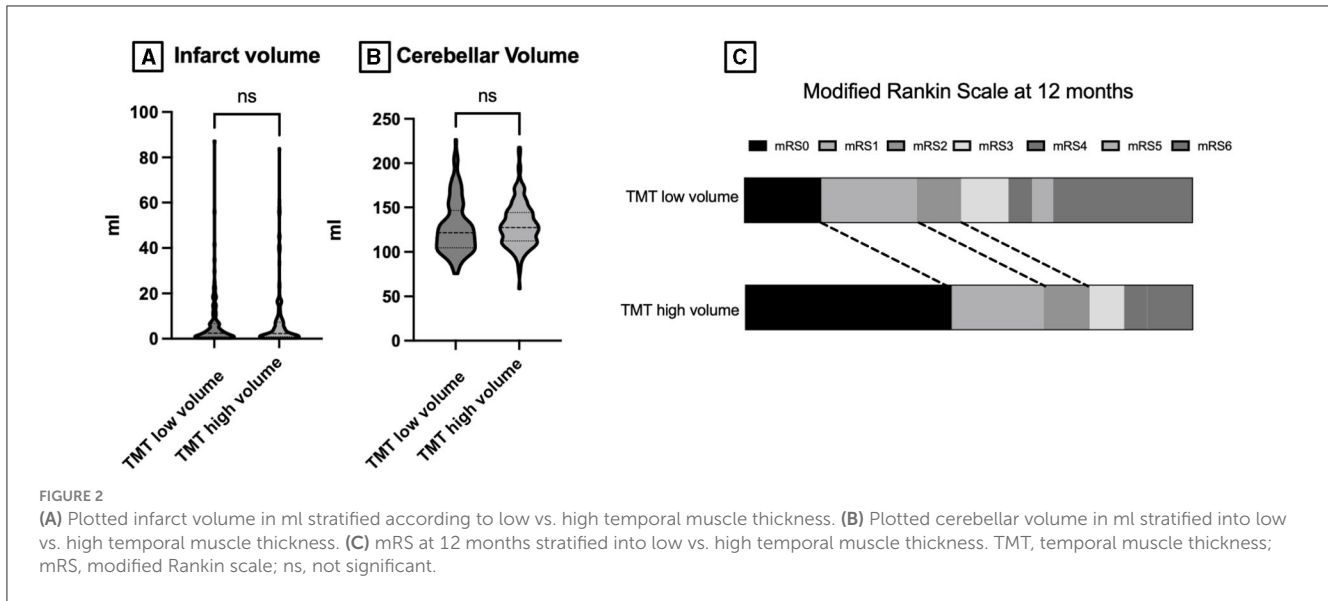 A Infarct volume
ns
100
80
60
40
20
0
ml
TMT low volume
TMT high volume
B Cerebellar Volume
ns
250
200
150
100
50
0
ml
TMT low volume
TMT high volume
C
Modified Rankin Scale at 12 months
mRS0 mRS1 mRS2 mRS3 mRS4 mRS5 mRS6
TMT low volume
TMT high volume
FIGURE 2
(A) Plotted infarct volume in ml stratified according to low vs. high temporal muscle thickness. (B) Plotted cerebellar volume in ml stratified into low
vs. high temporal muscle thickness. (C) mRS at 12 months stratified into low vs. high temporal muscle thickness. TMT, temporal muscle thickness;
mRS, modified Rankin scale; ns, not significant.